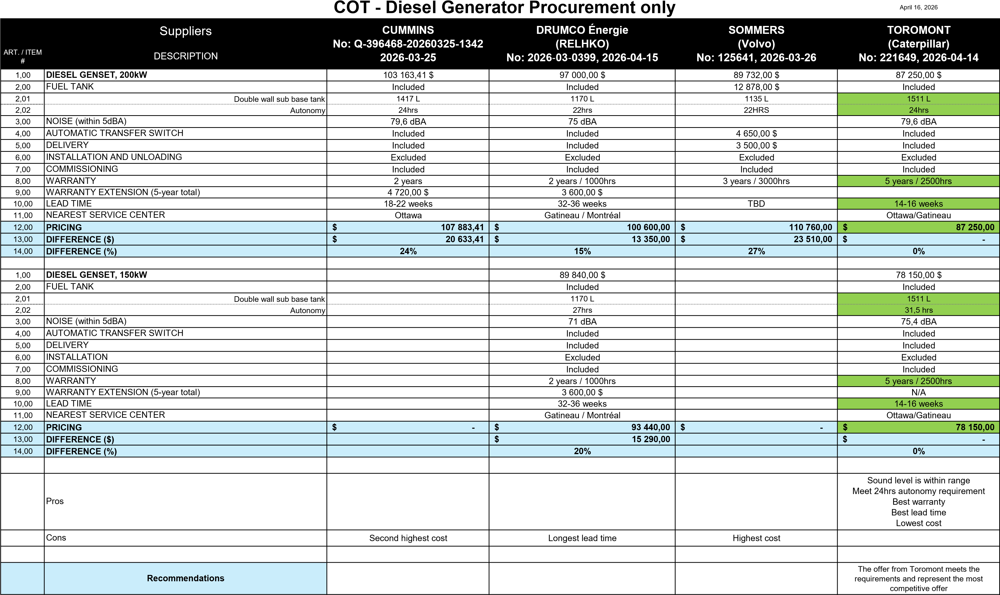 COT - Diesel Generator Procurement only
April 16, 2026
ART. / ITEM #
Suppliers
DESCRIPTION
CUMMINS
No: Q-396468-20260325-1342
2026-03-25
DRUMCO Énergie
(RELHKO)
No: 2026-03-0399, 2026-04-15
SOMMERS
(Volvo)
No: 125641, 2026-03-26
TOROMONT
(Caterpillar)
No: 221649, 2026-04-14
1,00 DIESEL GENSET, 200kW 103 163,41 $ 97 000,00 $ 89 732,00 $ 87 250,00 $
2,00 FUEL TANK Included Included 12 878,00 $ Included
2,01 Double wall sub base tank 1417 L 1170 L 1135 L 1511 L
2,02 Autonomy 24hrs 22hrs 22HRS 24hrs
3,00 NOISE (within 5dBA) 79,6 dBA 75 dBA 79,6 dBA
4,00 AUTOMATIC TRANSFER SWITCH Included Included 4 650,00 $ Included
5,00 DELIVERY Included Included 3 500,00 $ Included
6,00 INSTALLATION AND UNLOADING Excluded Excluded Excluded Excluded
7,00 COMMISSIONING Included Included Included Included
8,00 WARRANTY 2 years 2 years / 1000hrs 3 years / 3000hrs 5 years / 2500hrs
9,00 WARRANTY EXTENSION (5-year total) 4 720,00 $ 3 600,00 $
10,00 LEAD TIME 18-22 weeks 32-36 weeks TBD 14-16 weeks
11,00 NEAREST SERVICE CENTER Ottawa Gatineau / Montréal Ottawa/Gatineau
12,00 PRICING $ 107 883,41 $ 100 600,00 $ 110 760,00 $ 87 250,00
13,00 DIFFERENCE ($) $ 20 633,41 $ 13 350,00 $ 23 510,00 $ -
14,00 DIFFERENCE (%) 24% 15% 27% 0%
1,00 DIESEL GENSET, 150kW 89 840,00 $ 78 150,00 $
2,00 FUEL TANK Included Included
2,01 Double wall sub base tank 1170 L 1511 L
2,02 Autonomy 27hrs 31,5 hrs
3,00 NOISE (within 5dBA) 71 dBA 75,4 dBA
4,00 AUTOMATIC TRANSFER SWITCH Included Included
5,00 DELIVERY Included Included
6,00 INSTALLATION Excluded Excluded
7,00 COMMISSIONING Included Included
8,00 WARRANTY 2 years / 1000hrs 5 years / 2500hrs
9,00 WARRANTY EXTENSION (5-year total) 3 600,00 $ N/A
10,00 LEAD TIME 32-36 weeks 14-16 weeks
11,00 NEAREST SERVICE CENTER Gatineau / Montréal Ottawa/Gatineau
12,00 PRICING $ - $ 93 440,00 $ - $ 78 150,00
13,00 DIFFERENCE ($) $ 15 290,00 $ -
14,00 DIFFERENCE (%) 20% 0%
Pros
Sound level is within range
Meet 24hrs autonomy requirement
Best warranty
Best lead time
Lowest cost
Cons Second highest cost Longest lead time Highest cost
Recommendations
The offer from Toromont meets the
requirements and represent the most
competitive offer